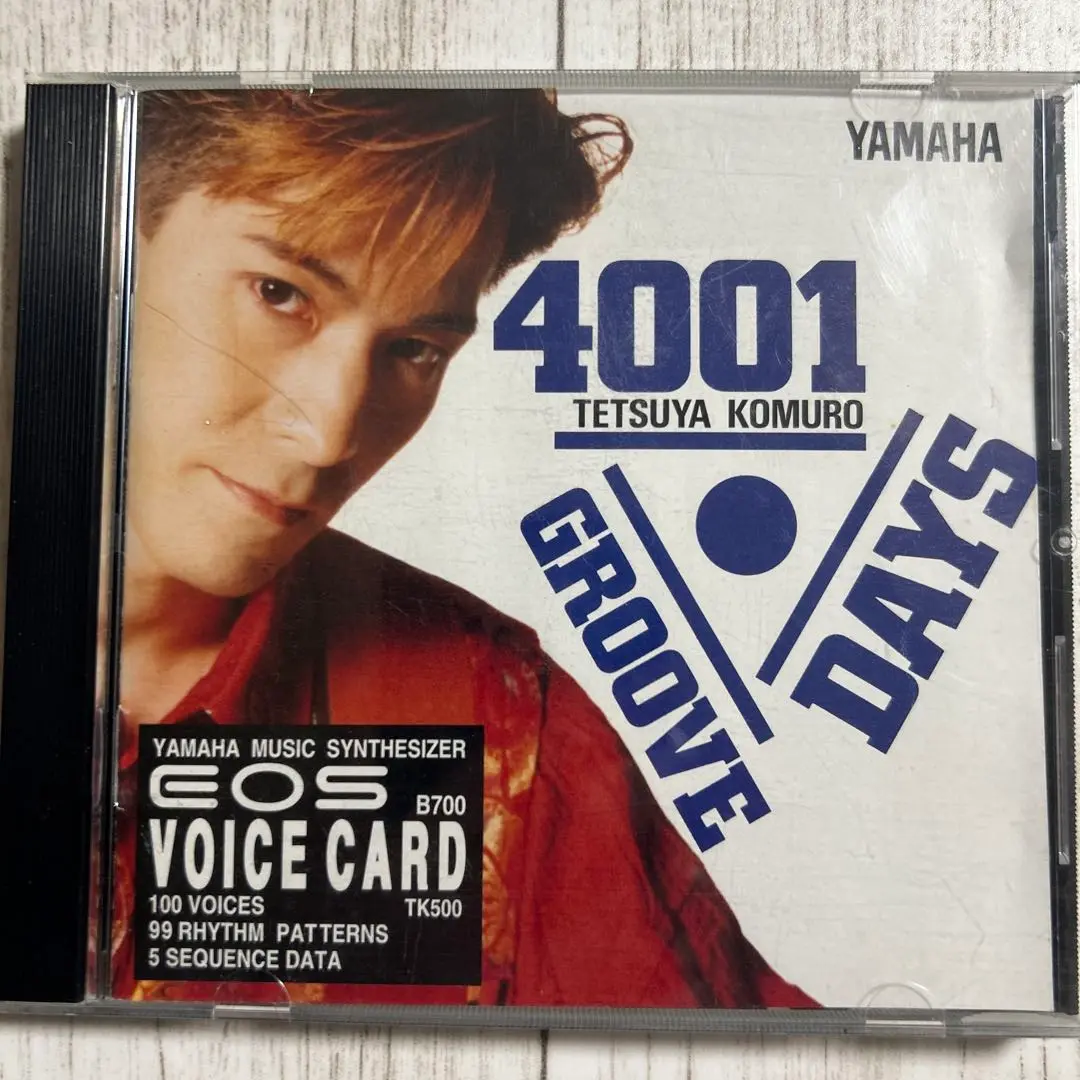 YAMAHA
4001
TETSUYA KOMURO
GROOVE
DAYS
YAMAHA MUSIC SYNTHESIZER
EOS
B700
VOICE CARD
100 VOICES
TK500
99 RHYTHM PATTERNS
5 SEQUENCE DATA